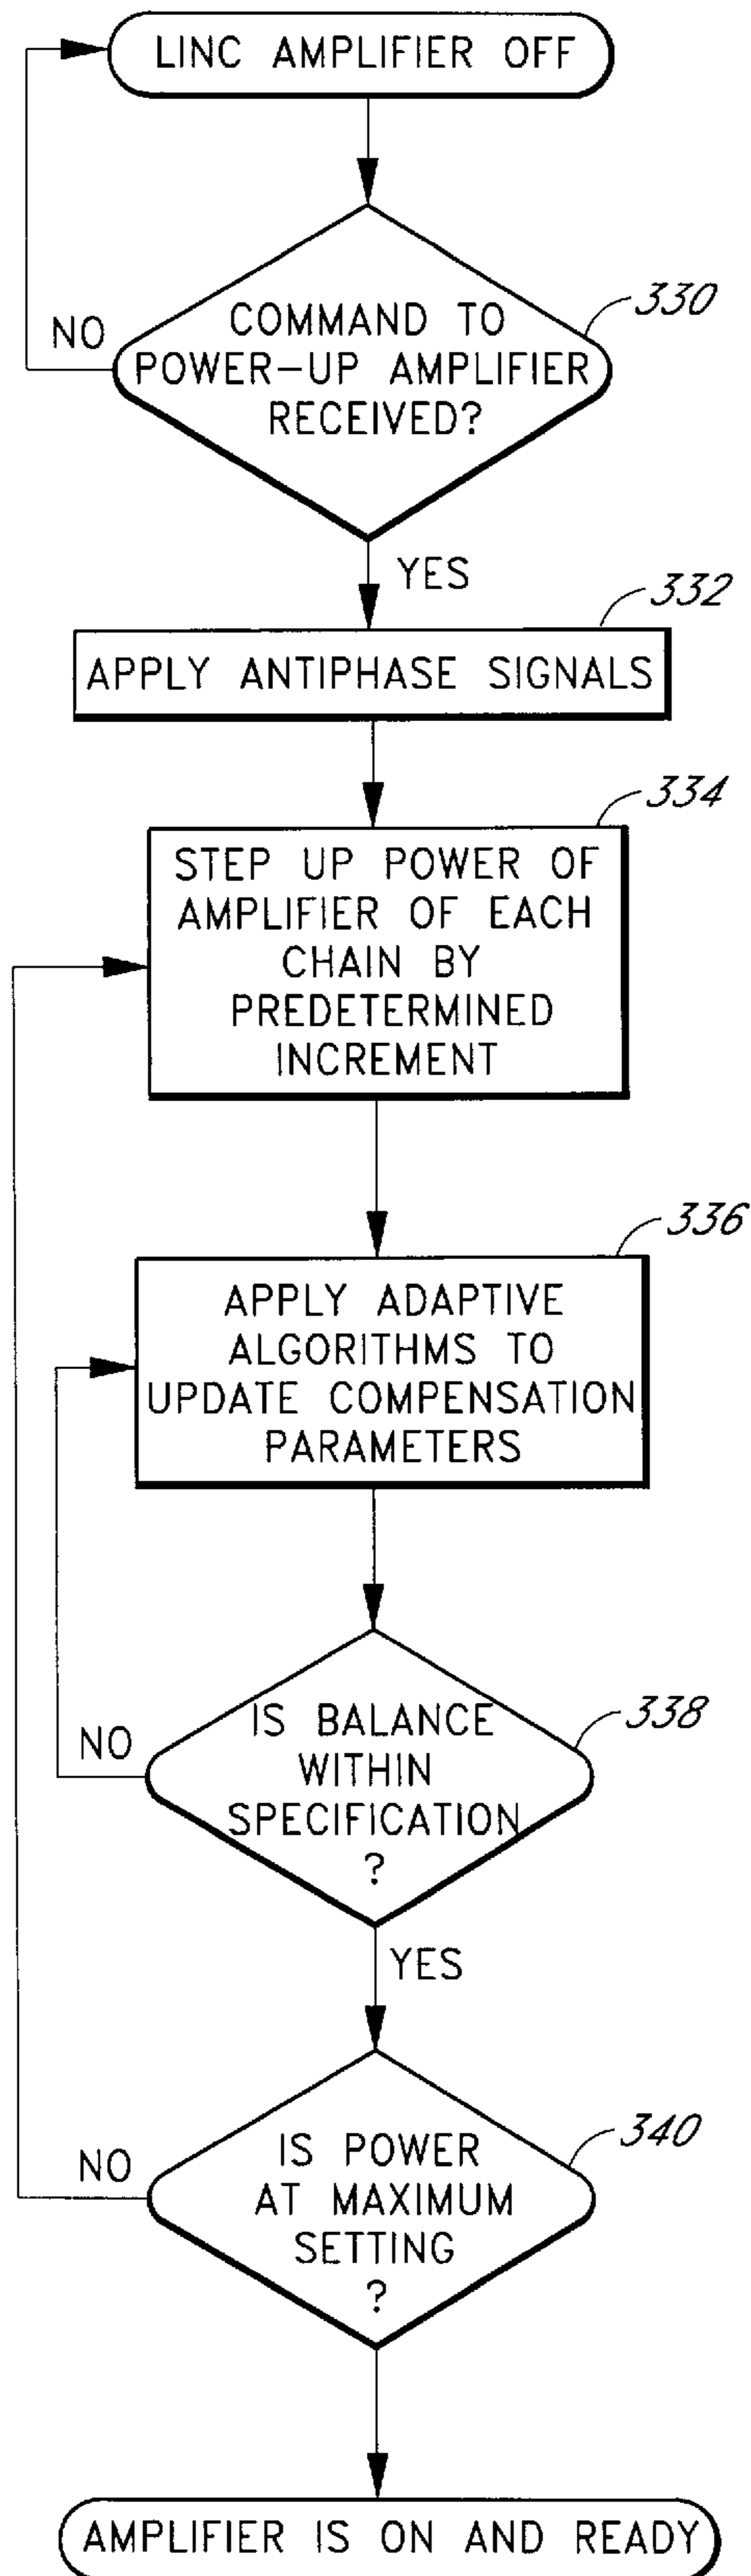 LINC AMPLIFIER OFF
330
COMMAND TO
NO
POWER-UP AMPLIFIER
RECEIVED?
YES
332
APPLY ANTIPHASE SIGNALS
334
STEP UP POWER OF
AMPLIFIER OF EACH
CHAIN BY
PREDETERMINED
INCREMENT
336
APPLY ADAPTIVE
ALGORITHMS TO
UPDATE COMPENSATION
PARAMETERS
338
IS BALANCE
NO
WITHIN
SPECIFICATION
?
YES
340
IS POWER
NO
AT MAXIMUM
SETTING
?
AMPLIFIER IS ON AND READY